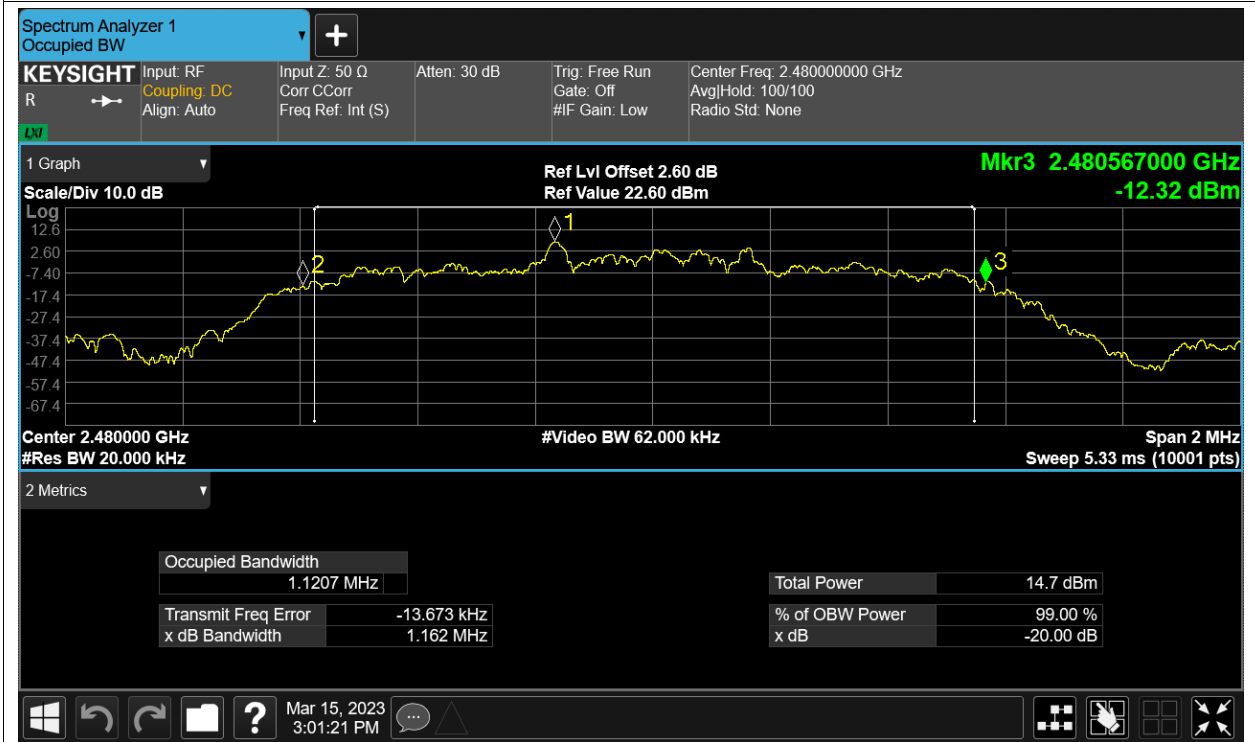 Spectrum Analyzer 1
Occupied BW
KEYSIGHT
R
LXI
Input: RF
Coupling: DC
Align: Auto
Input Z: 50 Ω
Corr CCorr
Freq Ref: Int (S)
Atten: 30 dB
Trig: Free Run
Gate: Off
#IF Gain: Low
Center Freq: 2.480000000 GHz
Avg|Hold: 100/100
Radio Std: None
1 Graph
Scale/Div 10.0 dB
Ref Lvl Offset 2.60 dB
Ref Value 22.60 dBm
Mkr3 2.480567000 GHz
-12.32 dBm
Log
12.6
2.60
-7.40
-17.4
-27.4
-37.4
-47.4
-57.4
-67.4
1
2
3
Center 2.480000 GHz
#Video BW 62.000 kHz
Span 2 MHz
#Res BW 20.000 kHz
Sweep 5.33 ms (10001 pts)
2 Metrics
Occupied Bandwidth
1.1207 MHz
Total Power 14.7 dBm
Transmit Freq Error -13.673 kHz
% of OBW Power 99.00 %
x dB Bandwidth 1.162 MHz
x dB -20.00 dB
?
Mar 15, 2023
3:01:21 PM